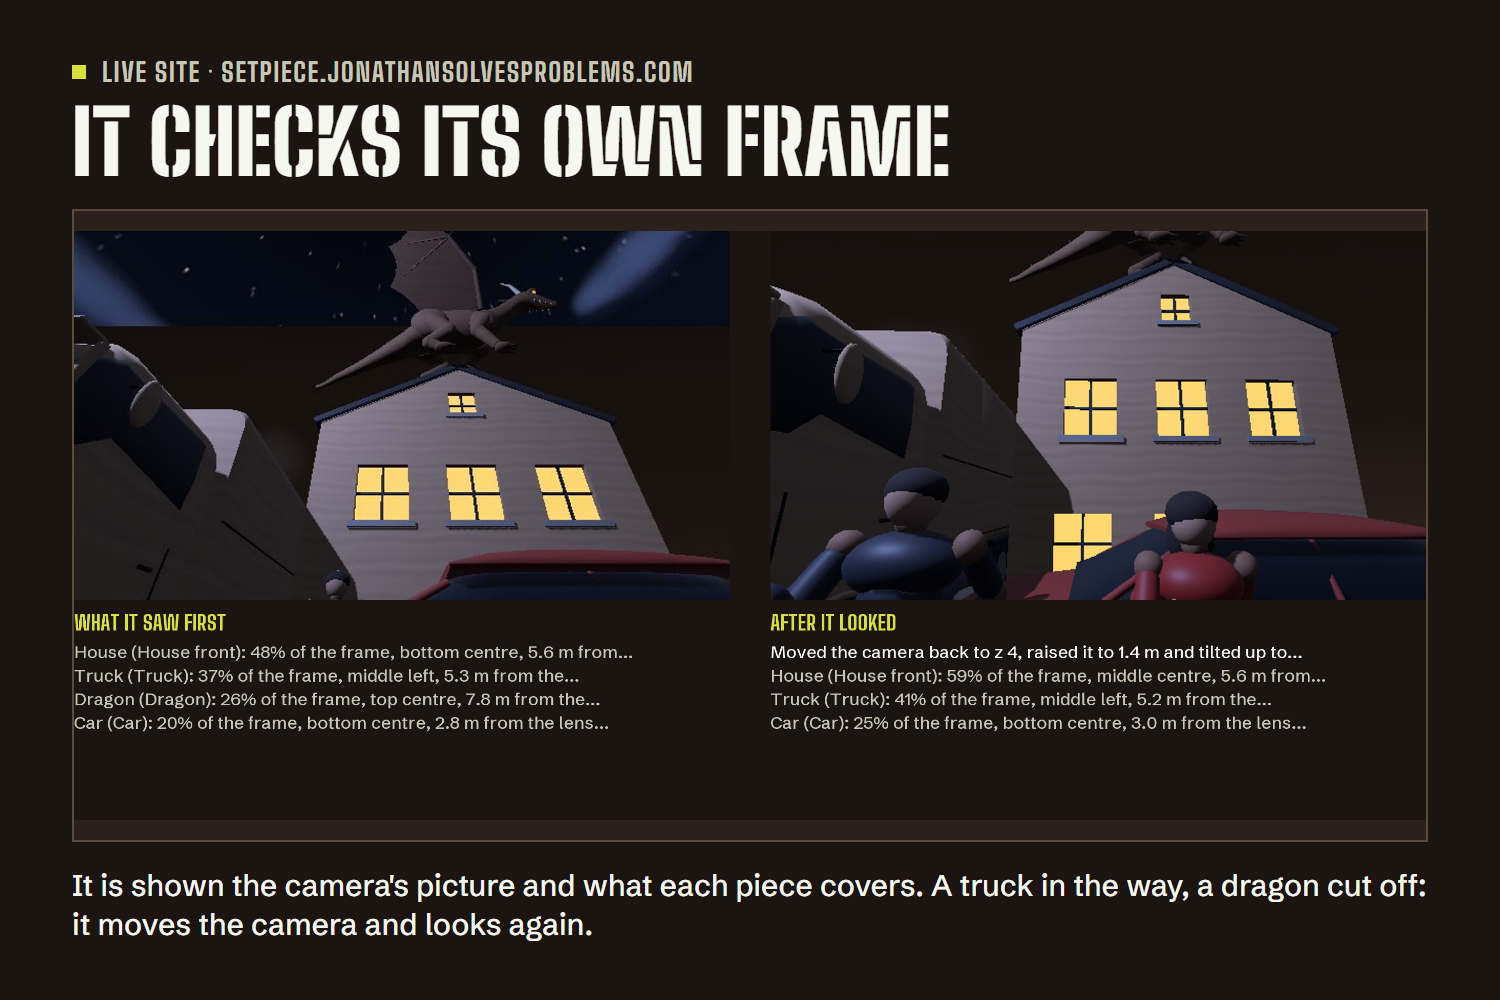 LIVE SITE · SETPIECE.JONATHANSOLVESPROBLEMS.COM
IT CHECKS ITS OWN FRAME
WHAT IT SAW FIRST
House (House front): 48% of the frame, bottom centre, 5.6 m from...
Truck (Truck): 37% of the frame, middle left, 5.3 m from the...
Dragon (Dragon): 26% of the frame, top centre, 7.8 m from the...
Car (Car): 20% of the frame, bottom centre, 2.8 m from the lens...
AFTER IT LOOKED
Moved the camera back to z 4, raised it to 1.4 m and tilted up to...
House (House front): 59% of the frame, middle centre, 5.6 m from...
Truck (Truck): 41% of the frame, middle left, 5.2 m from the...
Car (Car): 25% of the frame, bottom centre, 3.0 m from the lens...
It is shown the camera's picture and what each piece covers. A truck in the way, a dragon cut off:
it moves the camera and looks again.